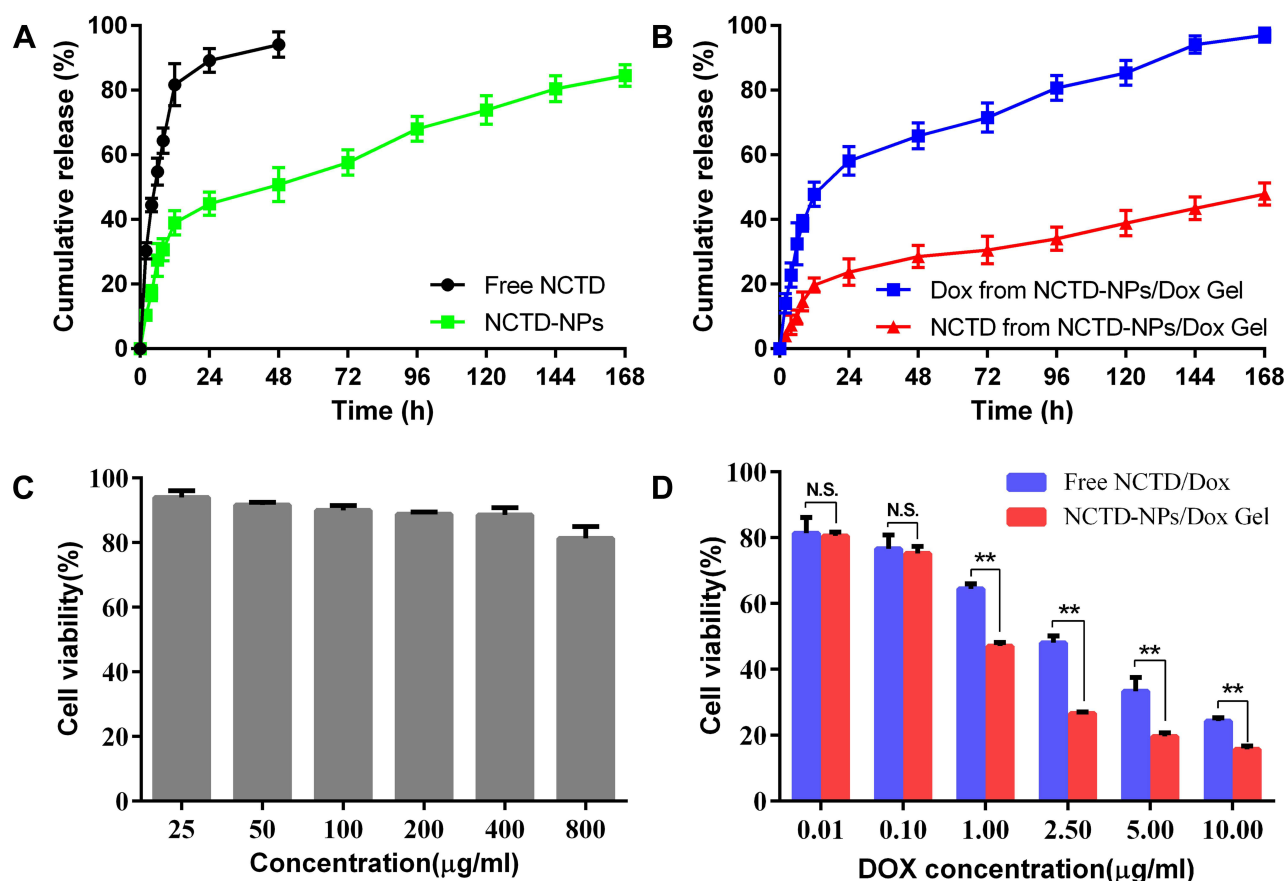 A
Cumulative release (%)
100
80
60
40
20
0
Free NCTD
NCTD-NPs
0 24 48 72 96 120 144 168
Time (h)
B
Cumulative release (%)
100
80
60
40
20
0
Dox from NCTD-NPs/Dox Gel
NCTD from NCTD-NPs/Dox Gel
0 24 48 72 96 120 144 168
Time (h)
C
Cell viability(%)
100
80
60
40
20
0
25 50 100 200 400 800
Concentration(μg/ml)
D
Cell viability(%)
100
80
60
40
20
0
Free NCTD/Dox
NCTD-NPs/Dox Gel
N.S.
N.S.
**
**
**
**
0.01 0.10 1.00 2.50 5.00 10.00
DOX concentration(μg/ml)